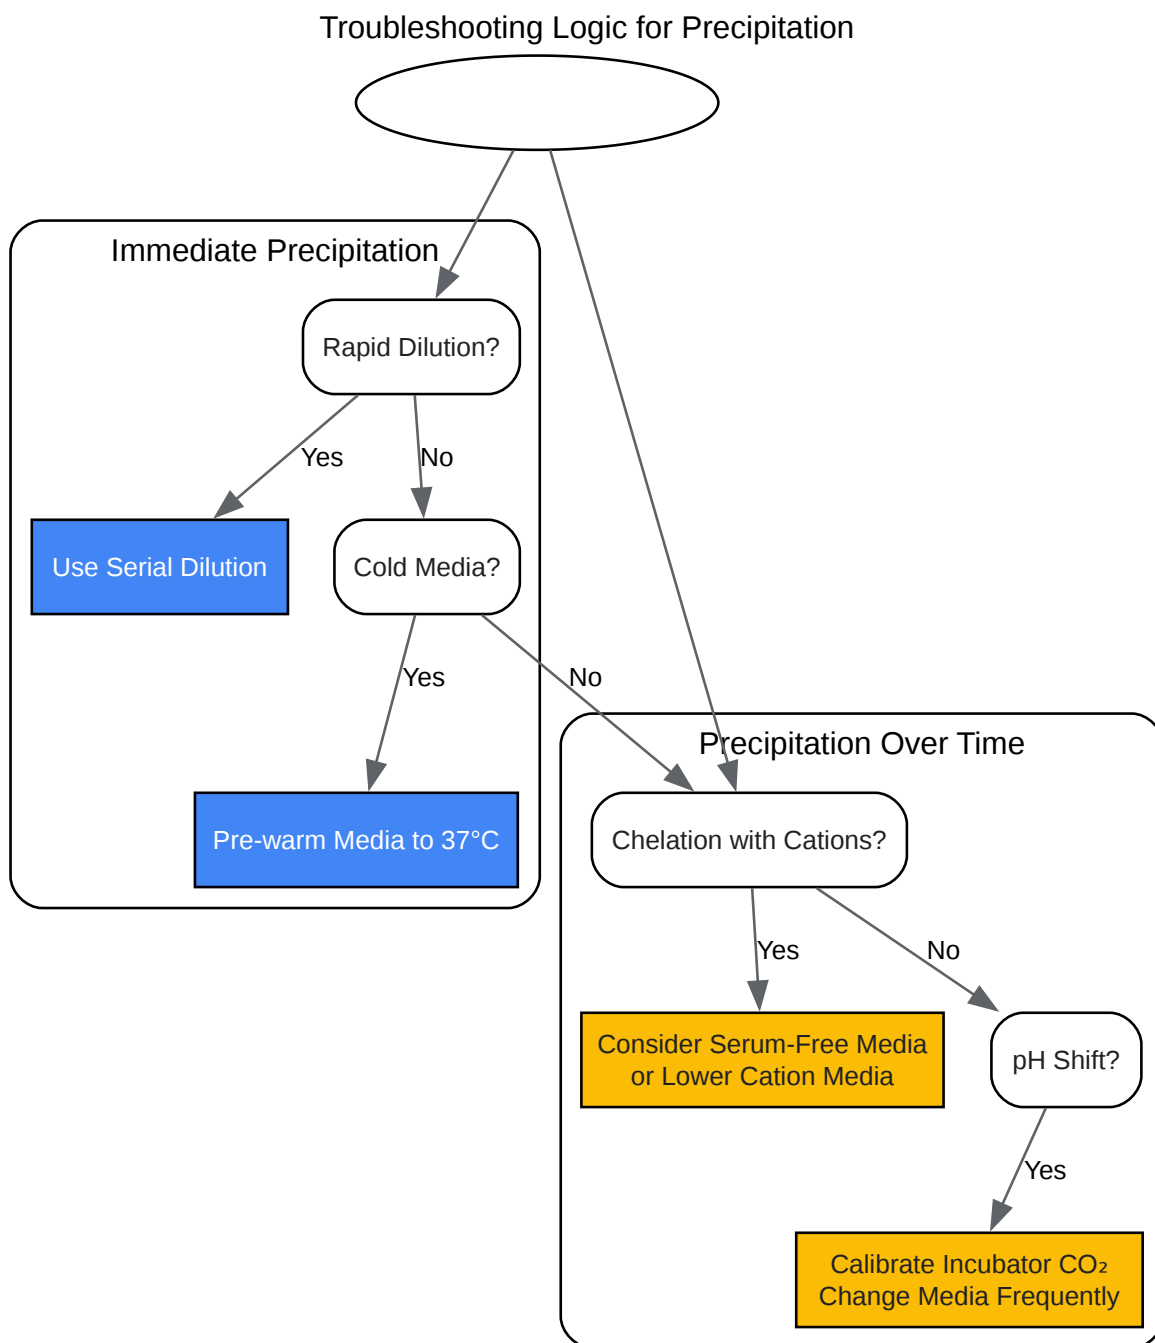 Troubleshooting Logic for Precipitation
Immediate Precipitation
Rapid Dilution?
Yes
No
Use Serial Dilution
Cold Media?
Yes
No
Pre-warm Media to 37°C
Precipitation Over Time
Chelation with Cations?
Yes
No
Consider Serum-Free Media
or Lower Cation Media
pH Shift?
Yes
Calibrate Incubator CO₂
Change Media Frequently